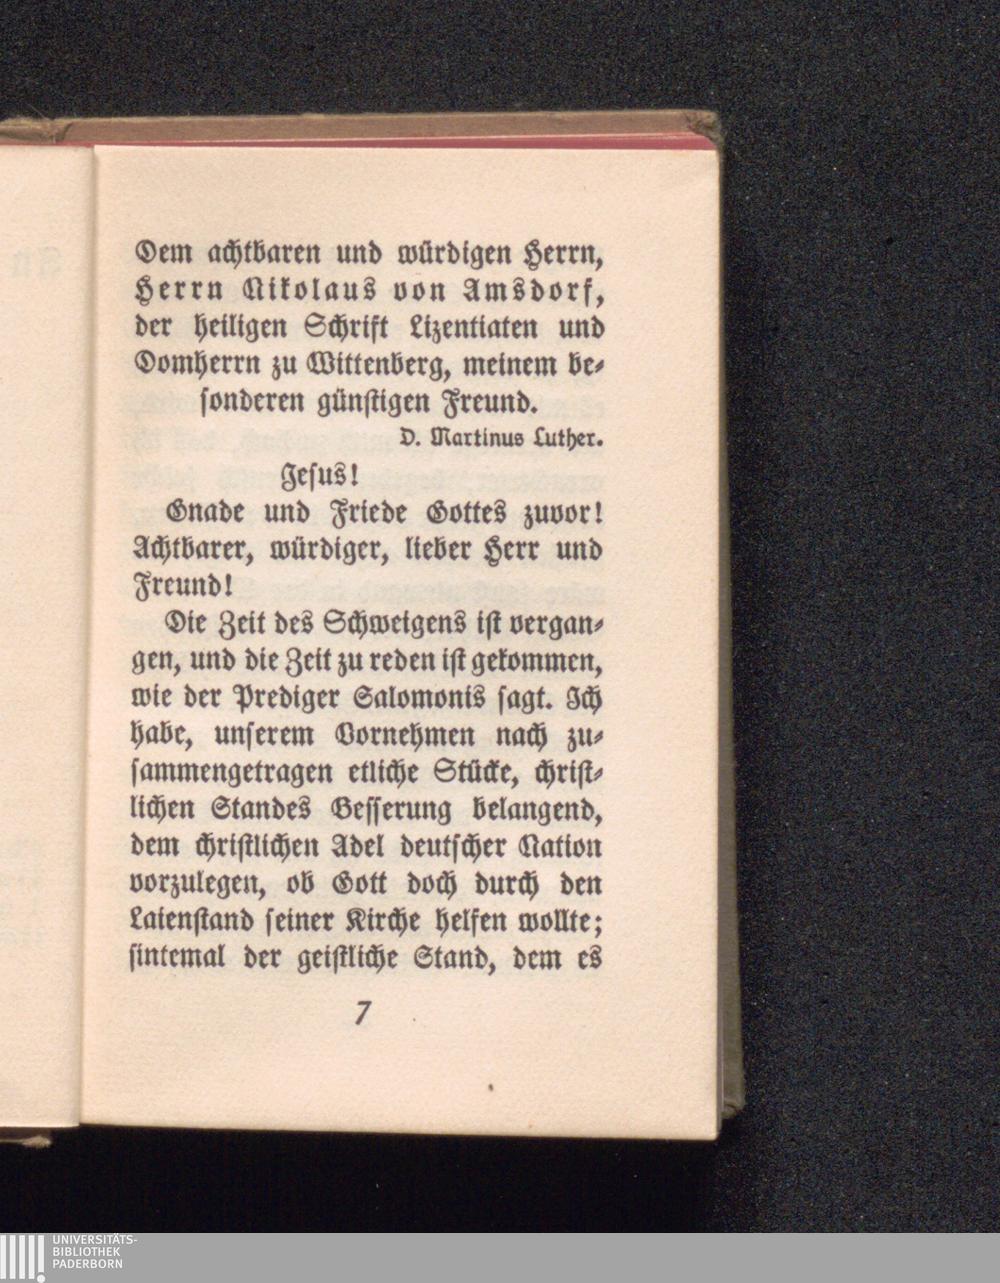 Dem achtbaren und würdigen Herrn,
Herrn Nikolaus von Amsdorf,
der heiligen Schrift Lizentiaten und
Domherrn zu Wittenberg, meinem be-
sonderen günstigen Freund.
D. Martinus Luther.
Jesus!
Gnade und Friede Gottes zuvor!
Achtbarer, würdiger, lieber Herr und
Freund!
Die Zeit des Schweigens ist vergan-
gen, und die Zeit zu reden ist gekommen,
wie der Prediger Salomonis sagt. Ich
habe, unserem Vornehmen nach zu-
sammengetragen etliche Stücke, christ-
lichen Standes Besserung belangend,
dem christlichen Adel deutscher Nation
vorzulegen, ob Gott doch durch den
Laienstand seiner Kirche helfen wollte;
sintemal der geistliche Stand, dem es
7
UNIVERSITÄTS-
BIBLIOTHEK
PADERBORN